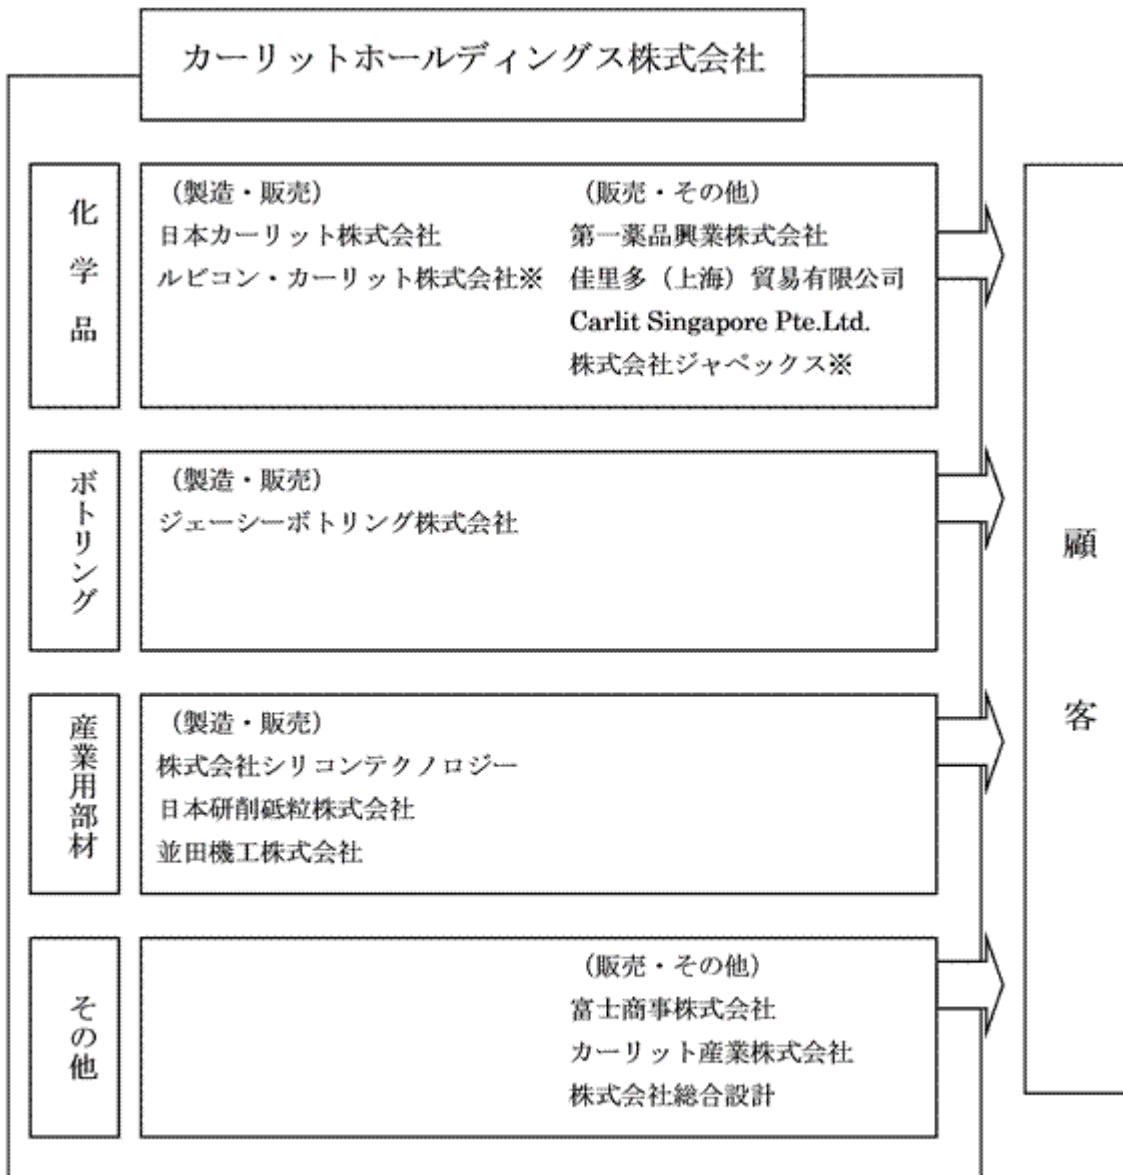 カーリットホールディングス株式会社
化学品
（製造・販売）
日本カーリット株式会社
ルビコン・カーリット株式会社※
（販売・その他）
第一薬品興業株式会社
佳里多（上海）貿易有限公司
Carlit Singapore Pte.Ltd.
株式会社ジャペックス※
ボトリング
（製造・販売）
ジェーシーボトリング株式会社
産業用部材
（製造・販売）
株式会社シリコンテクノロジー
日本研削砥粒株式会社
並田機工株式会社
その他
（販売・その他）
富士商事株式会社
カーリット産業株式会社
株式会社総合設計
顧客